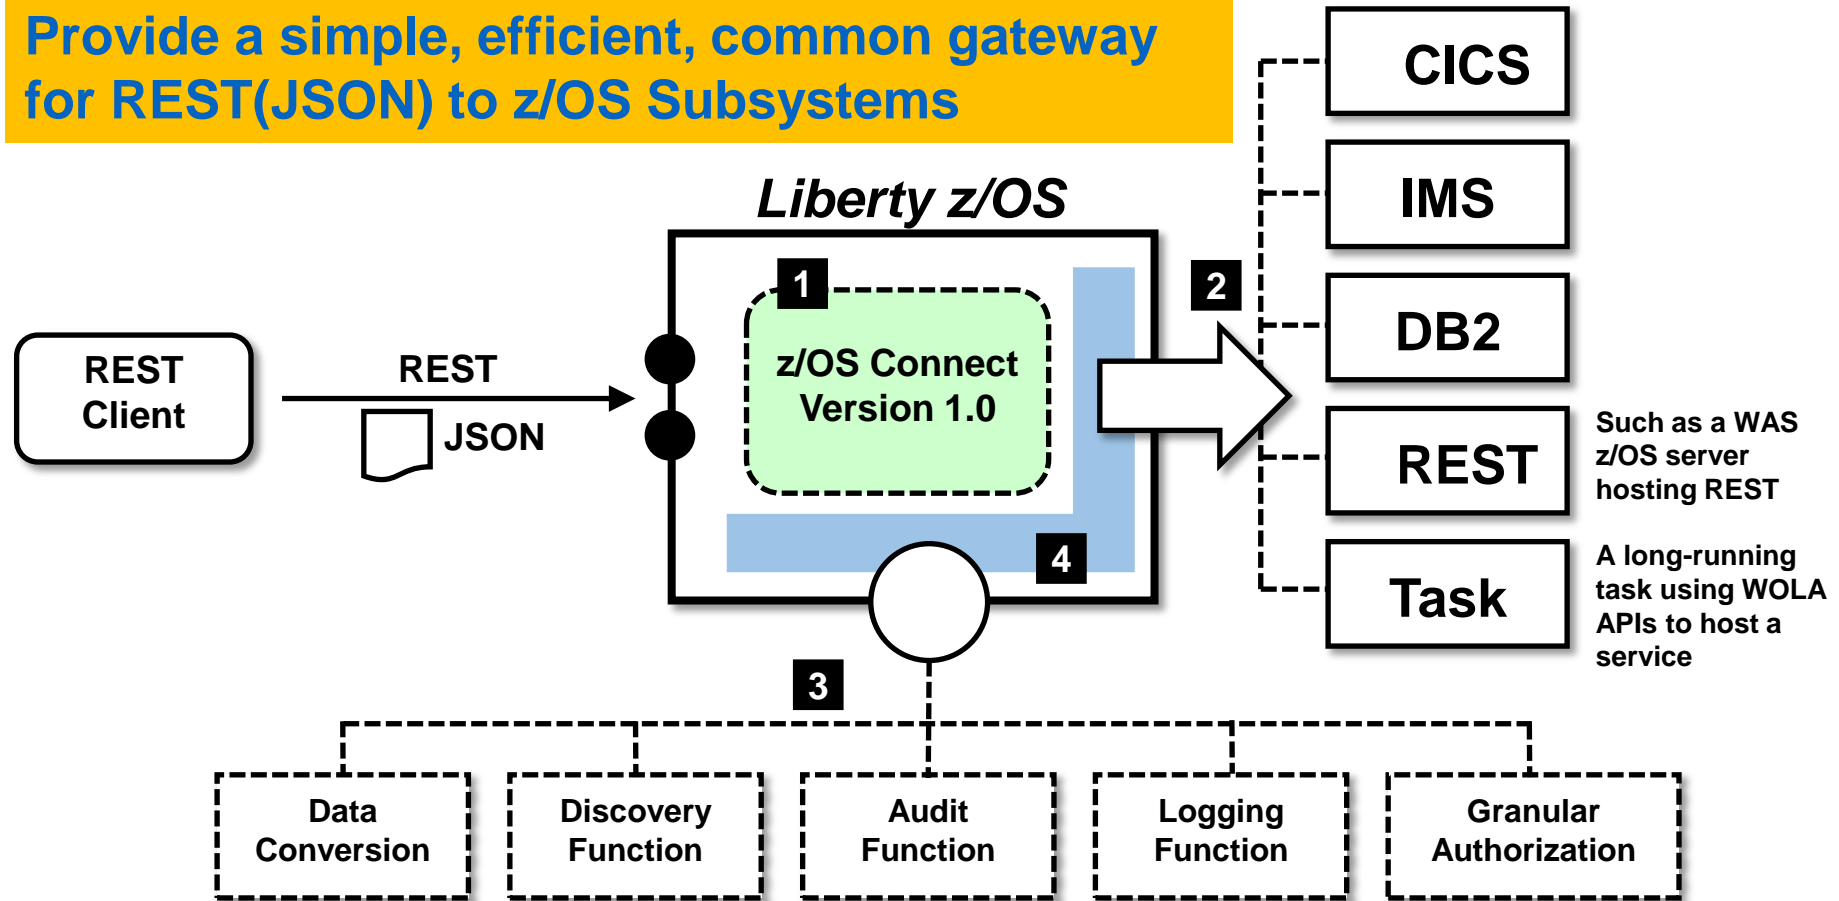 Provide a simple, efficient, common gateway
for REST(JSON) to z/OS Subsystems
Liberty z/OS
REST
Client
REST
JSON
1
z/OS Connect
Version 1.0
4
2
CICS
IMS
DB2
REST
Such as a WAS
z/OS server
hosting REST
Task
A long-running
task using WOLA
APIs to host a
service
3
Data
Conversion
Discovery
Function
Audit
Function
Logging
Function
Granular
Authorization